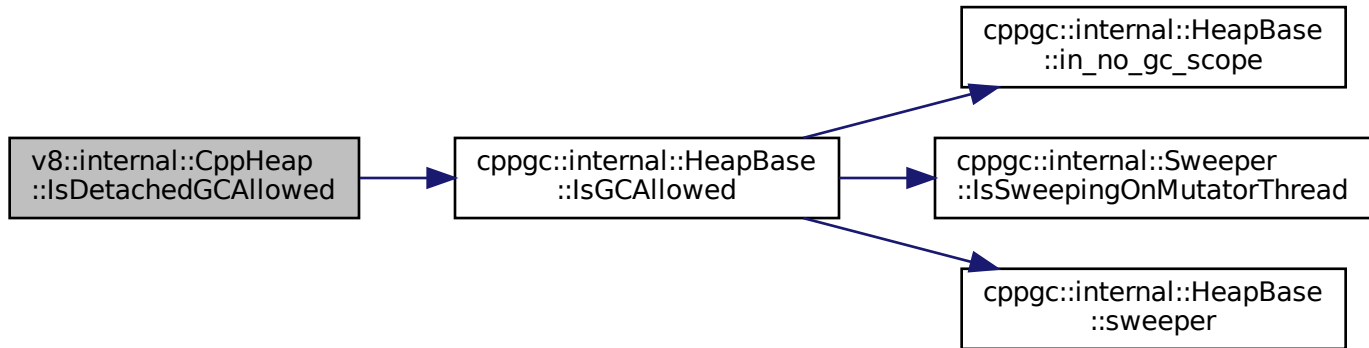 v8::internal::CppHeap
::IsDetachedGCAllowed
cppgc::internal::HeapBase
::IsGCAllowed
cppgc::internal::HeapBase
::in_no_gc_scope
cppgc::internal::Sweeper
::IsSweepingOnMutatorThread
cppgc::internal::HeapBase
::sweeper